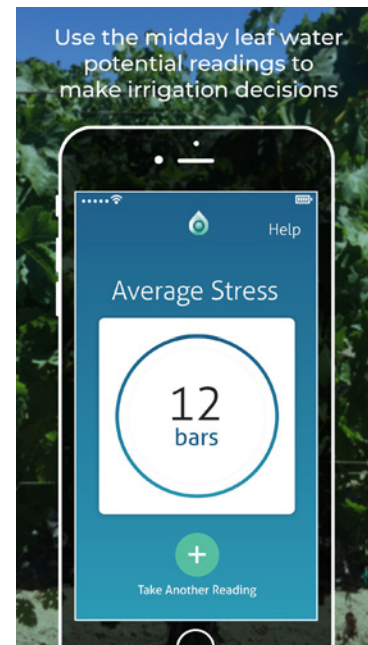 Use the midday leaf water
potential readings to
make irrigation decisions
Help
Average Stress
12
bars
+
Take Another Reading